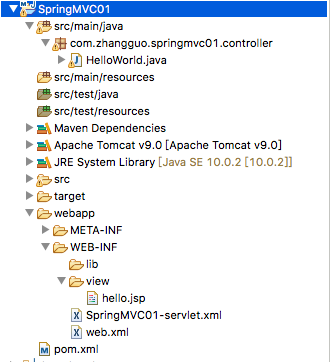 SpringMVC01
src/main/java
com.zhangguo.springmvc01.controller
HelloWorld.java
src/main/resources
src/test/java
src/test/resources
Maven Dependencies
Apache Tomcat v9.0 [Apache Tomcat v9.0]
JRE System Library [Java SE 10.0.2 [10.0.2]]
src
target
webapp
META-INF
WEB-INF
lib
view
hello.jsp
SpringMVC01-servlet.xml
web.xml
pom.xml